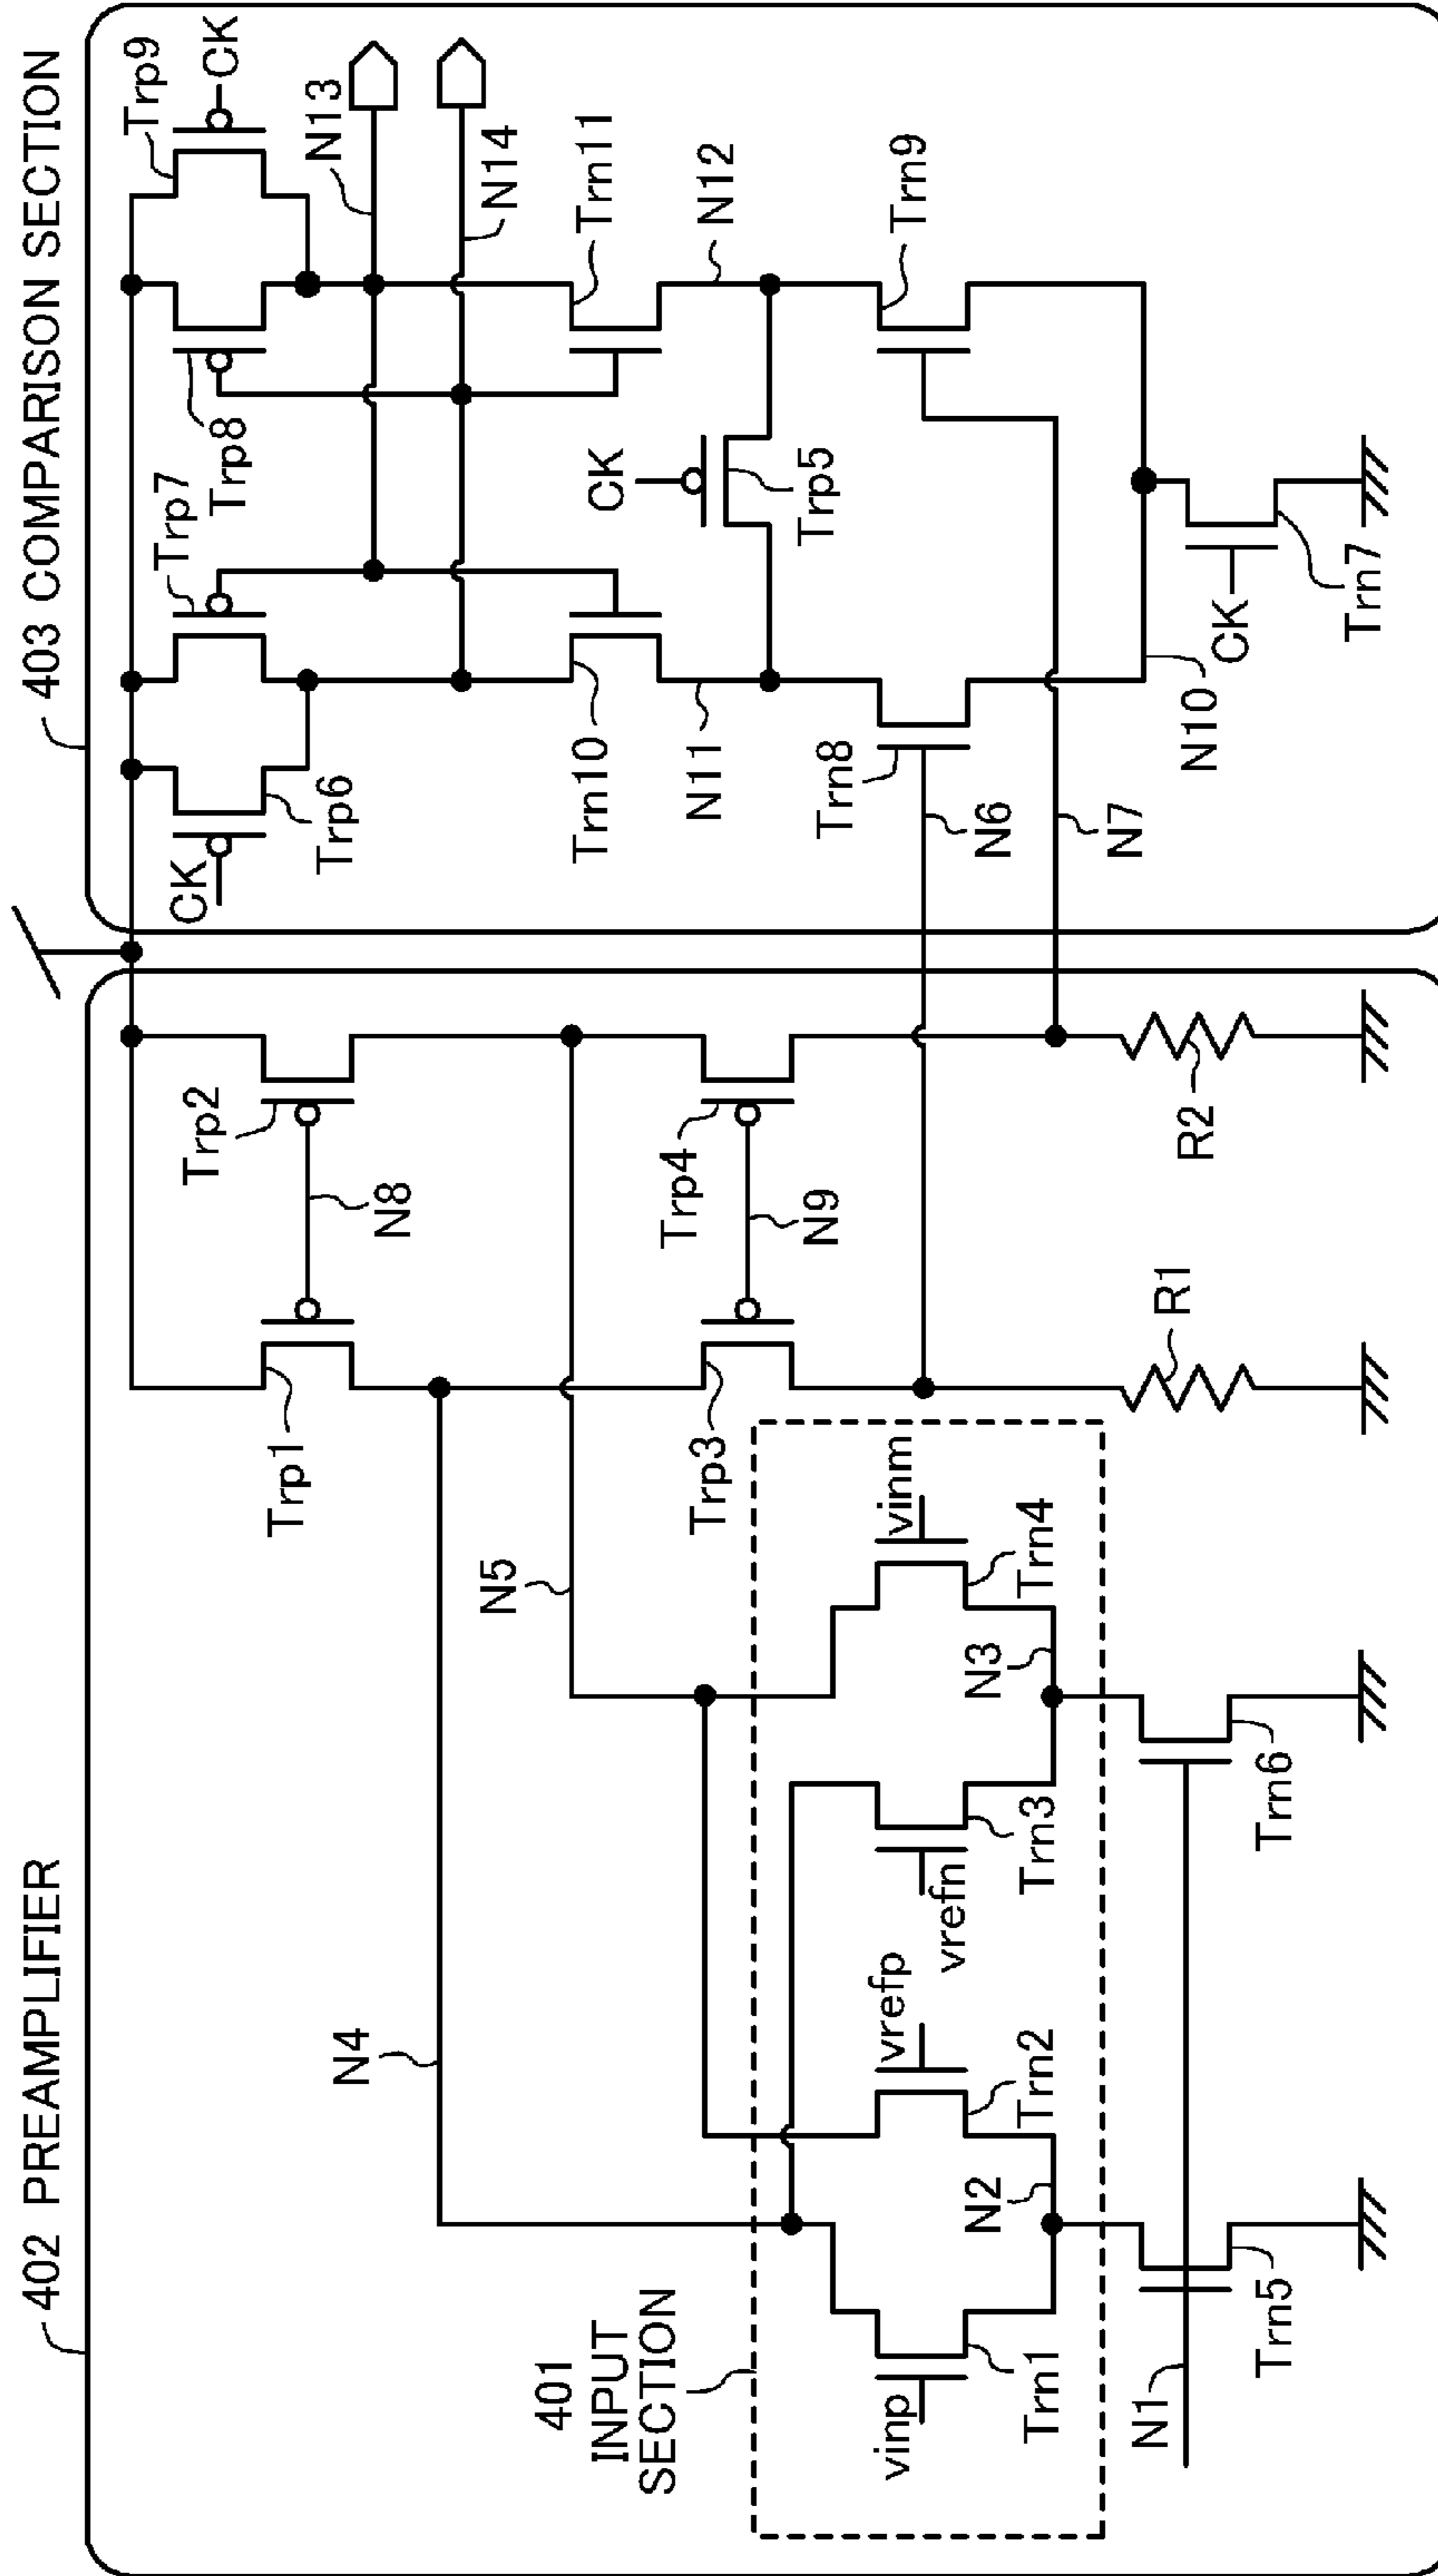 402 PREAMPLIFIER
403 COMPARISON SECTION
401
INPUT
SECTION
N4
N5
Trp1
Trp2
N8
Trp3
Trp4
N9
vinp
Trn1
vrefp
Trn2
N2
vrefn
Trn3
vinm
Trn4
N3
N1
Trn5
Trn6
R1
R2
CK
Trp6
Trp7
Trp8
Trp9
CK
N13
N14
Trn10
Trn11
N11
N12
CK
Trp5
Trn8
Trn9
N6
N7
N10
CK
Trn7